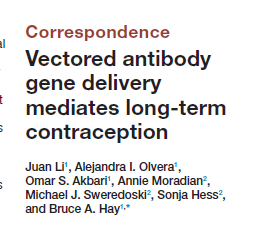 Correspondence
Vectored antibody
gene delivery
mediates long-term
contraception
Juan Li¹, Alejandra I. Olvera¹,
Omar S. Akbari¹, Annie Moradian²,
Michael J. Sweredoski², Sonja Hess²,
and Bruce A. Hay¹,*